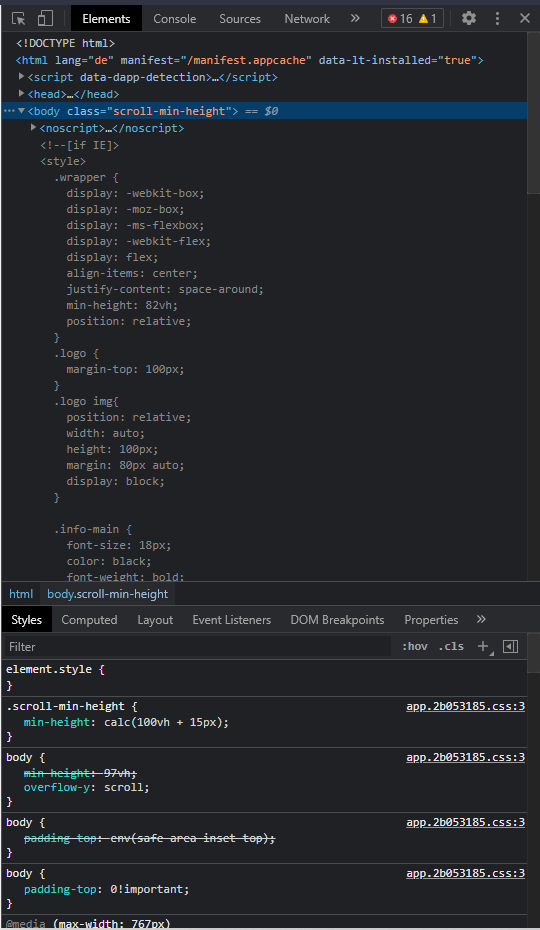 Elements Console Sources Network » 16 1
<!DOCTYPE html>
<html lang="de" manifest="/manifest.appcache" data-lt-installed="true">
<script data-dapp-detection>…</script>
<head>…</head>
<body class="scroll-min-height"> == $0
<noscript>…</noscript>
<!--[if IE]>
<style>
.wrapper {
display: -webkit-box;
display: -moz-box;
display: -ms-flexbox;
display: -webkit-flex;
display: flex;
align-items: center;
justify-content: space-around;
min-height: 82vh;
position: relative;
}
.logo {
margin-top: 100px;
}
.logo img{
position: relative;
width: auto;
height: 100px;
margin: 80px auto;
display: block;
}
.info-main {
font-size: 18px;
color: black;
font-weight: bold;
html body.scroll-min-height
Styles Computed Layout Event Listeners DOM Breakpoints Properties »
Filter :hov .cls +
element.style {
}
.scroll-min-height { app.2b053185.css:3
min-height: calc(100vh + 15px);
}
body { app.2b053185.css:3
min-height: 97vh;
overflow-y: scroll;
}
body { app.2b053185.css:3
padding-top: env(safe-area-inset-top);
}
body { app.2b053185.css:3
padding-top: 0!important;
}
@media (max-width: 767px)